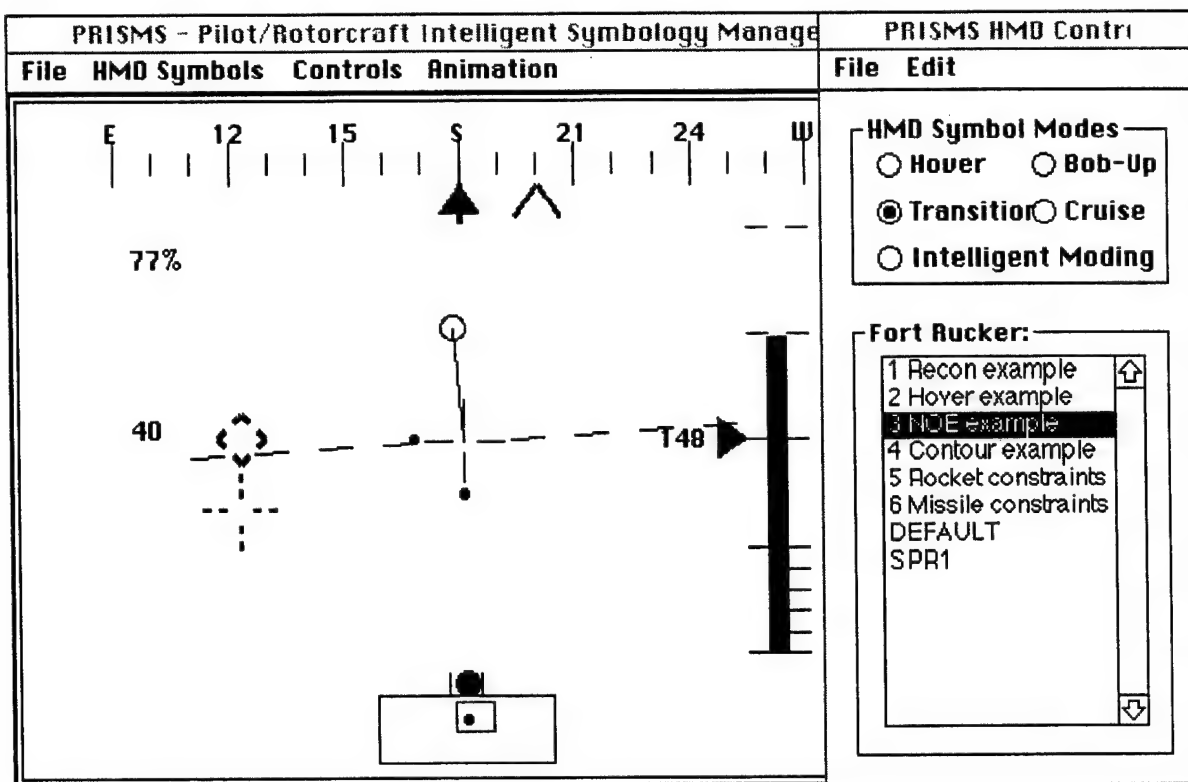 PRISMS - Pilot/Rotorcraft Intelligent Symbology Manage
File HMD Symbols Controls Animation
E 12 15 S 21 24 W
77%
40
T48
PRISMS HMD Contr
File Edit
HMD Symbol Modes
Hover Bob-Up
Transition Cruise
Intelligent Moding
Fort Rucker:
1 Recon example
2 Hover example
3 NOE example
4 Contour example
5 Rocket constraints
6 Missile constraints
DEFAULT
SPR1